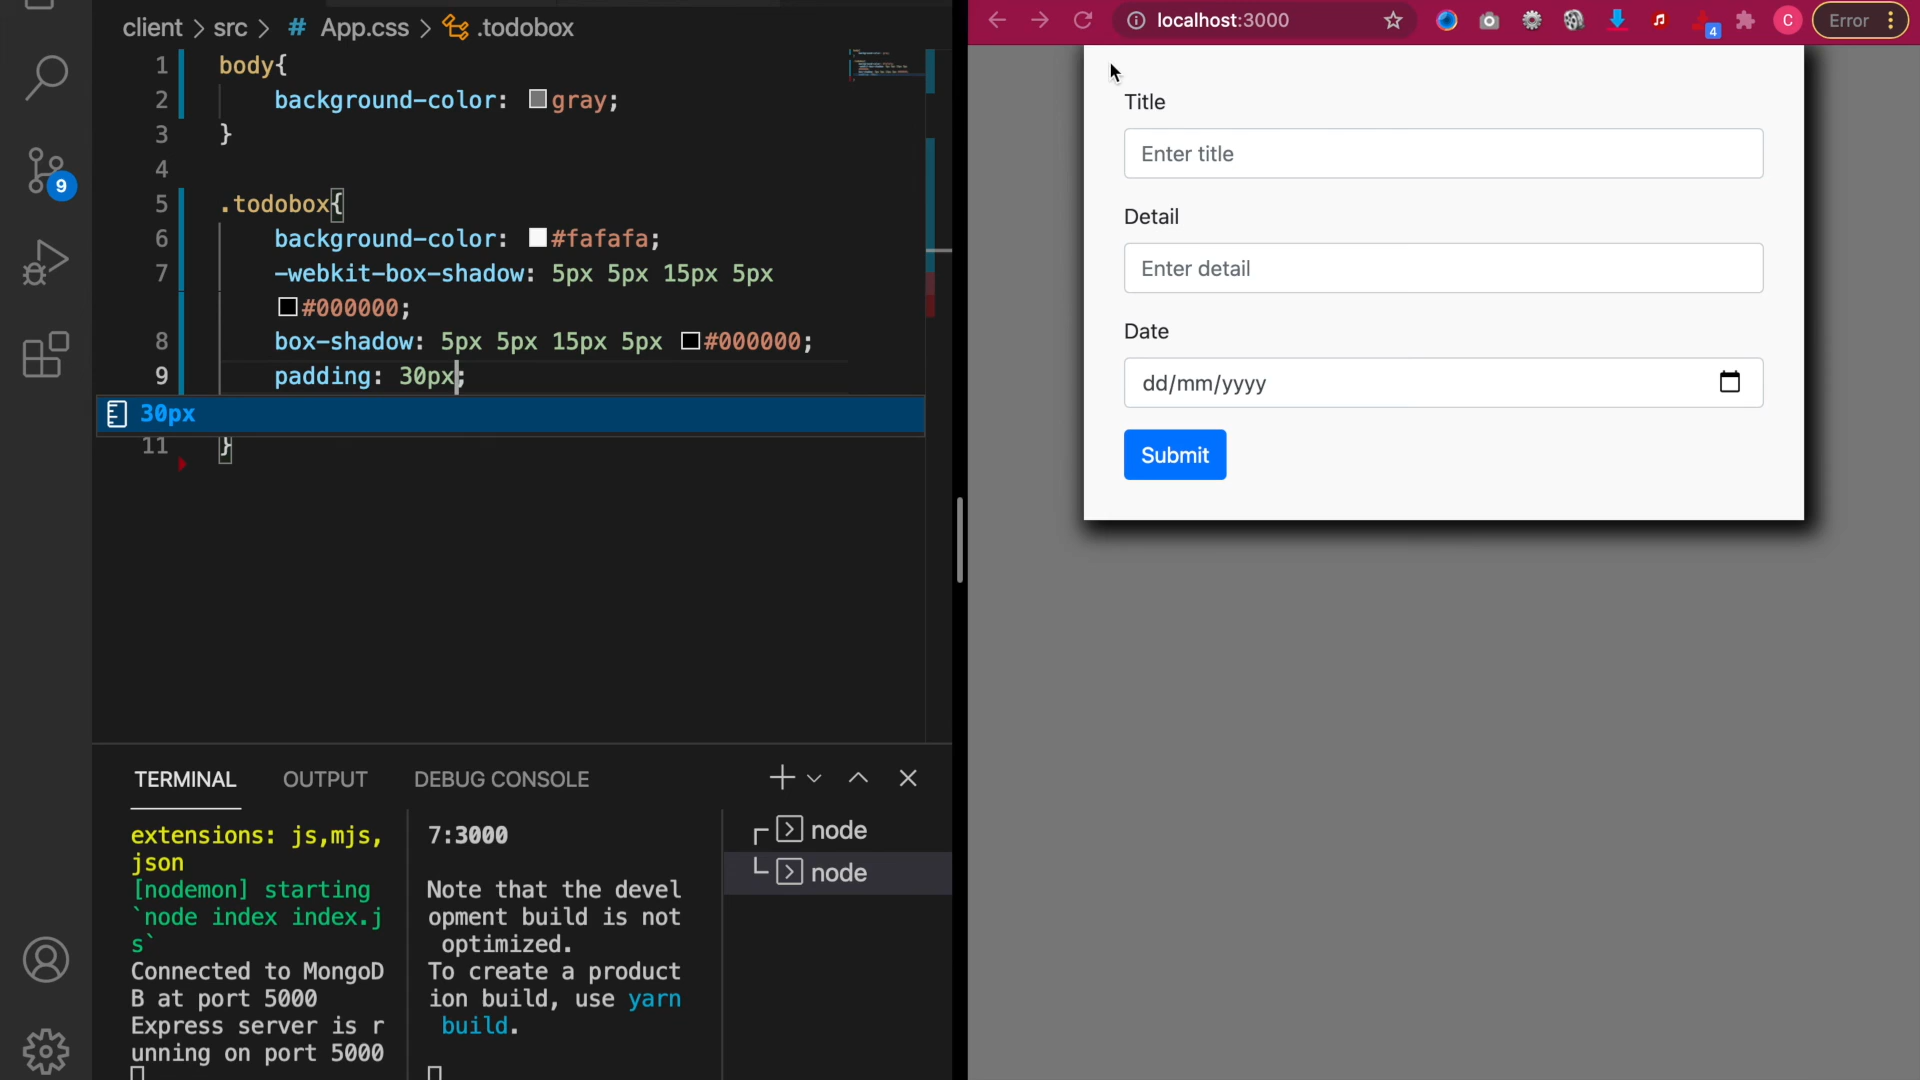 client > src > # App.css > .todobox
1 body{
2 background-color: gray;
3 }
4
5 .todobox{
6 background-color: #fafafa;
7 -webkit-box-shadow: 5px 5px 15px 5px
#000000;
8 box-shadow: 5px 5px 15px 5px #000000;
9 padding: 30px;
30px
11 }
TERMINAL OUTPUT DEBUG CONSOLE
extensions: js,mjs,
json
[nodemon] starting
`node index index.j
s`
Connected to MongoD
B at port 5000
Express server is r
unning on port 5000
7:3000
Note that the devel
opment build is not
optimized.
To create a product
ion build, use yarn
build.
node
node
9
localhost:3000
4
C
Error
Title
Enter title
Detail
Enter detail
Date
dd/mm/yyyy
Submit